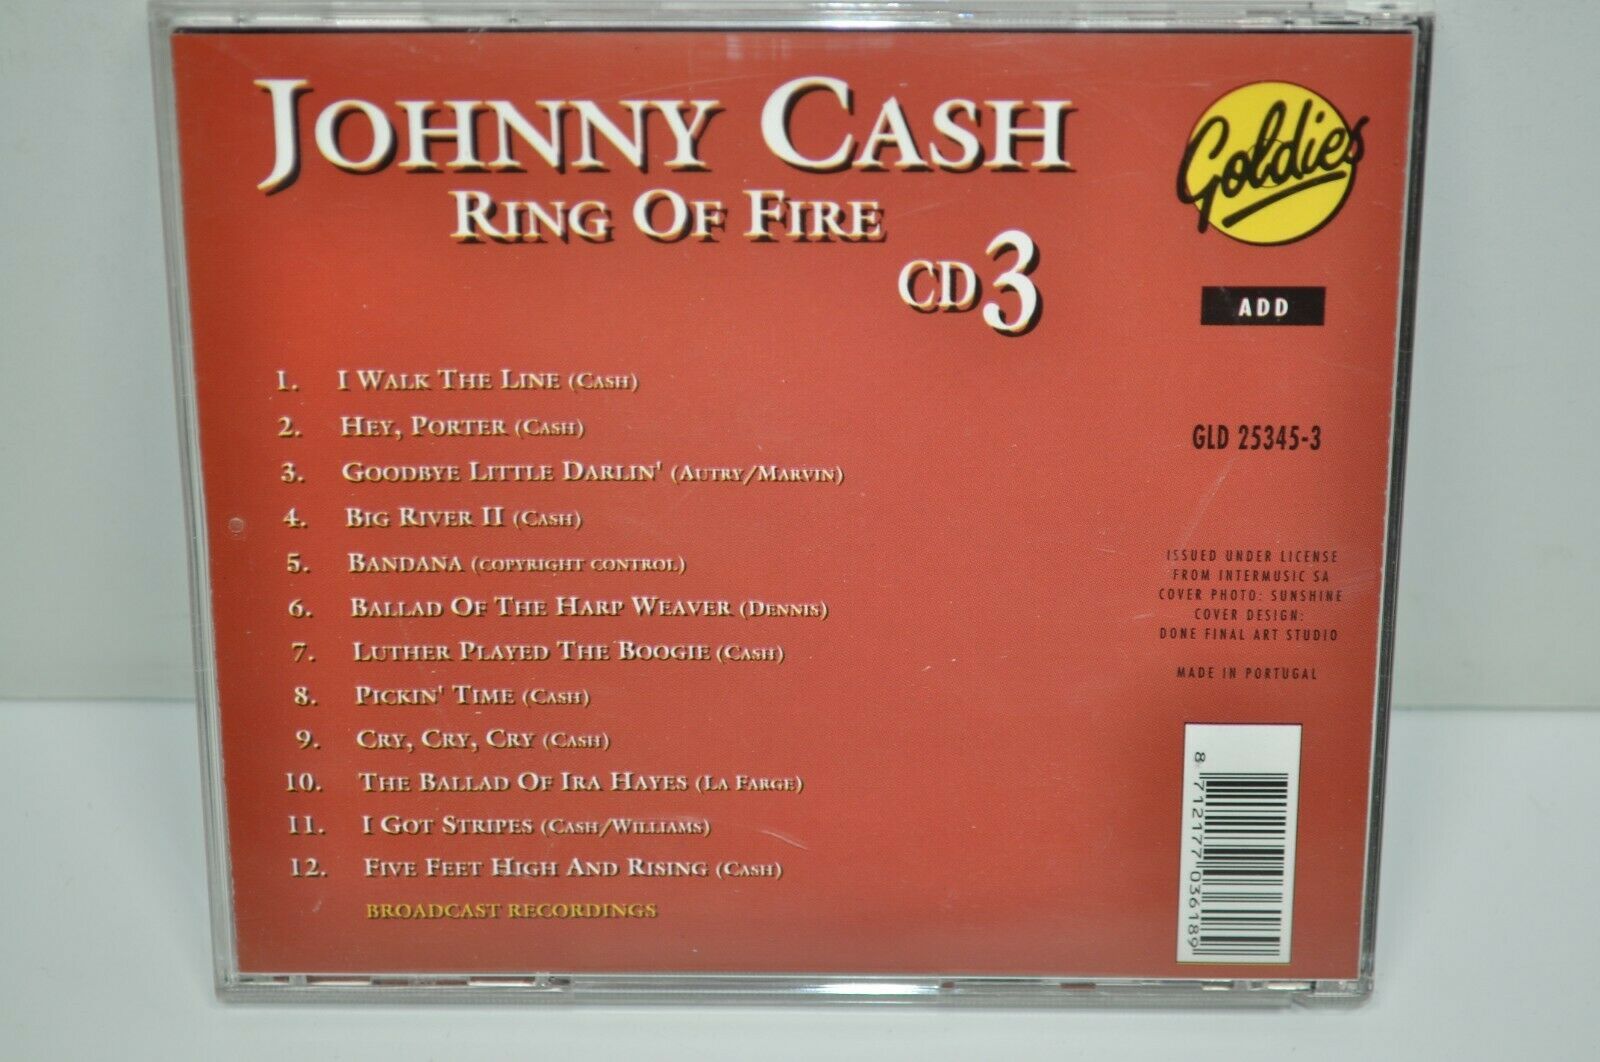 JOHNNY CASH
RING OF FIRE
CD 3
Goldies
ADD
1. I WALK THE LINE (CASH)
2. HEY, PORTER (CASH)
3. GOODBYE LITTLE DARLIN' (AUTRY/MARVIN)
4. BIG RIVER II (CASH)
5. BANDANA (COPYRIGHT CONTROL)
6. BALLAD OF THE HARP WEAVER (DENNIS)
7. LUTHER PLAYED THE BOOGIE (CASH)
8. PICKIN' TIME (CASH)
9. CRY, CRY, CRY (CASH)
10. THE BALLAD OF IRA HAYES (LA FARGE)
11. I GOT STRIPES (CASH/WILLIAMS)
12. FIVE FEET HIGH AND RISING (CASH)
BROADCAST RECORDINGS
GLD 25345-3
ISSUED UNDER LICENSE
FROM INTERMUSIC SA
COVER PHOTO: SUNSHINE
COVER DESIGN:
DONE FINAL ART STUDIO
MADE IN PORTUGAL
8 712177 036189